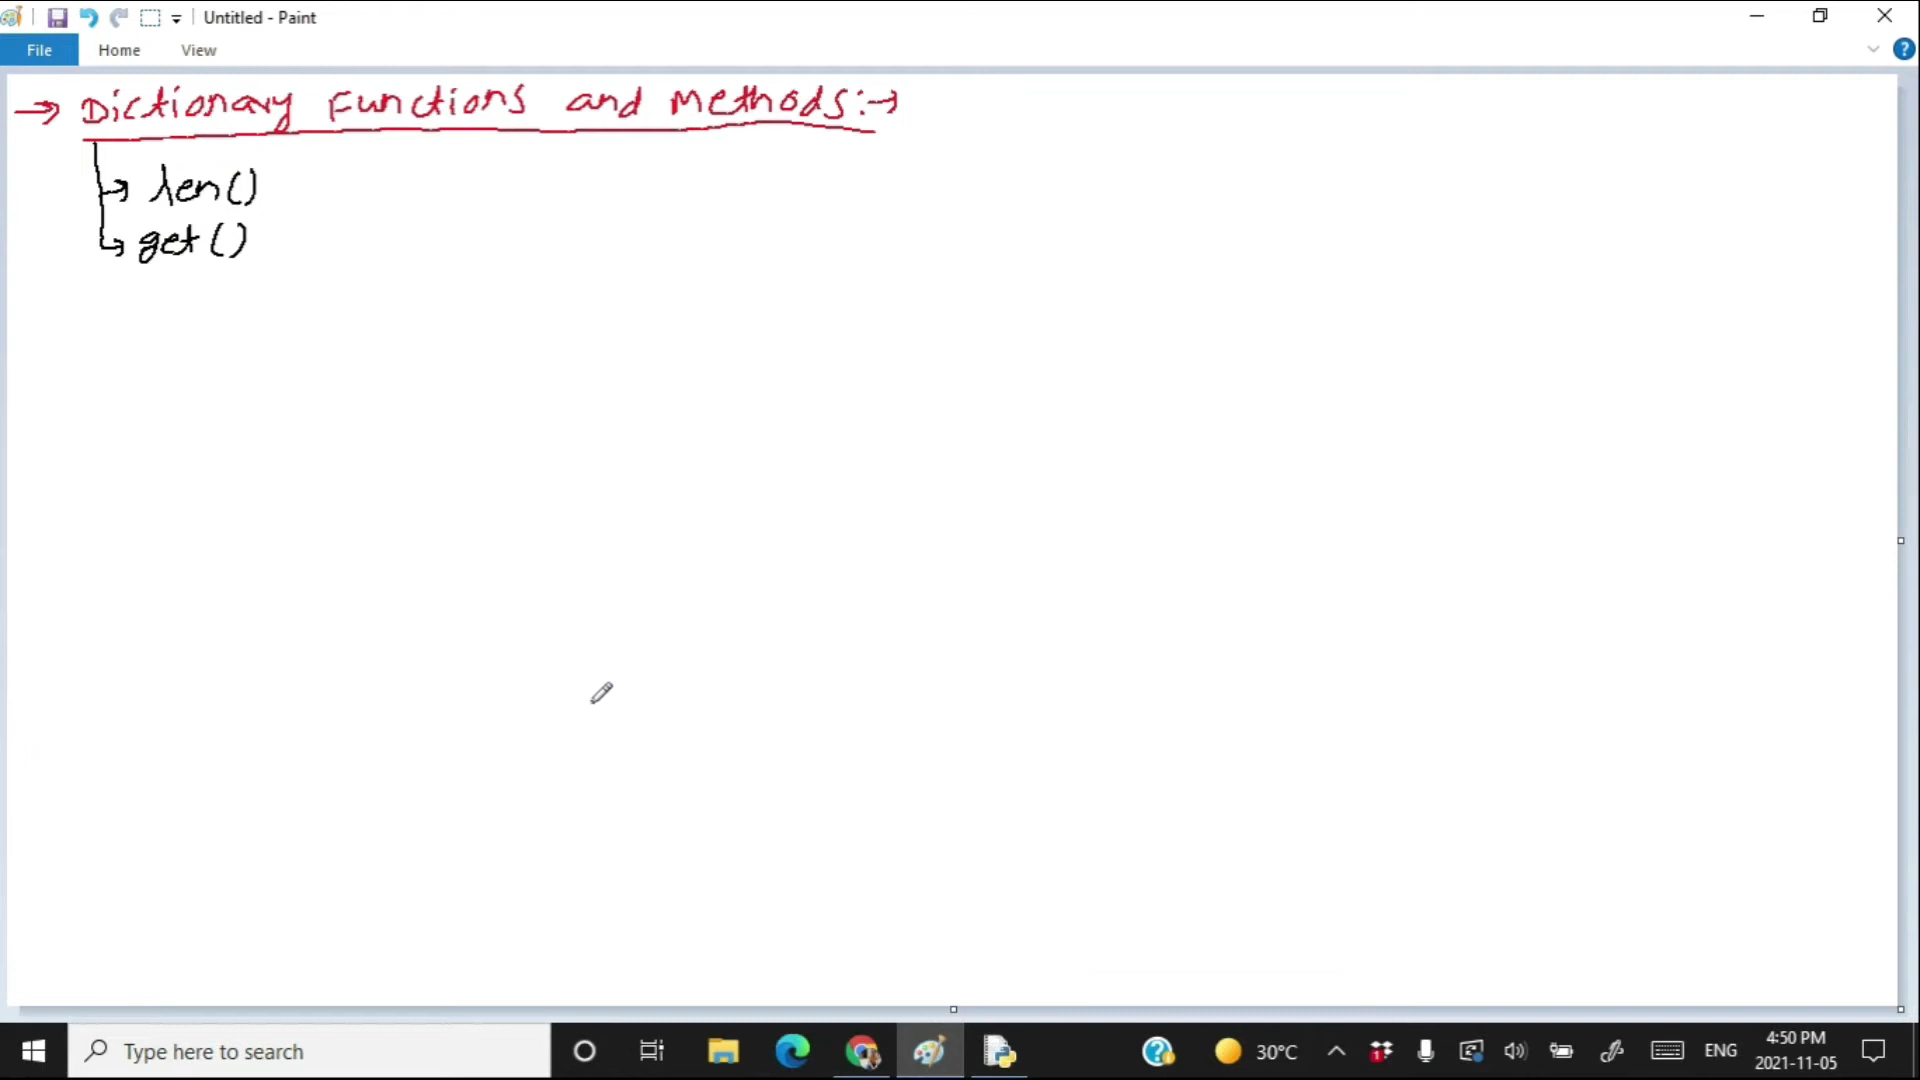 Untitled - Paint
File Home View
→ Dictionary Functions and Methods:→
→ len()
→ get()
Type here to search
30°C
ENG
4:50 PM
2021-11-05